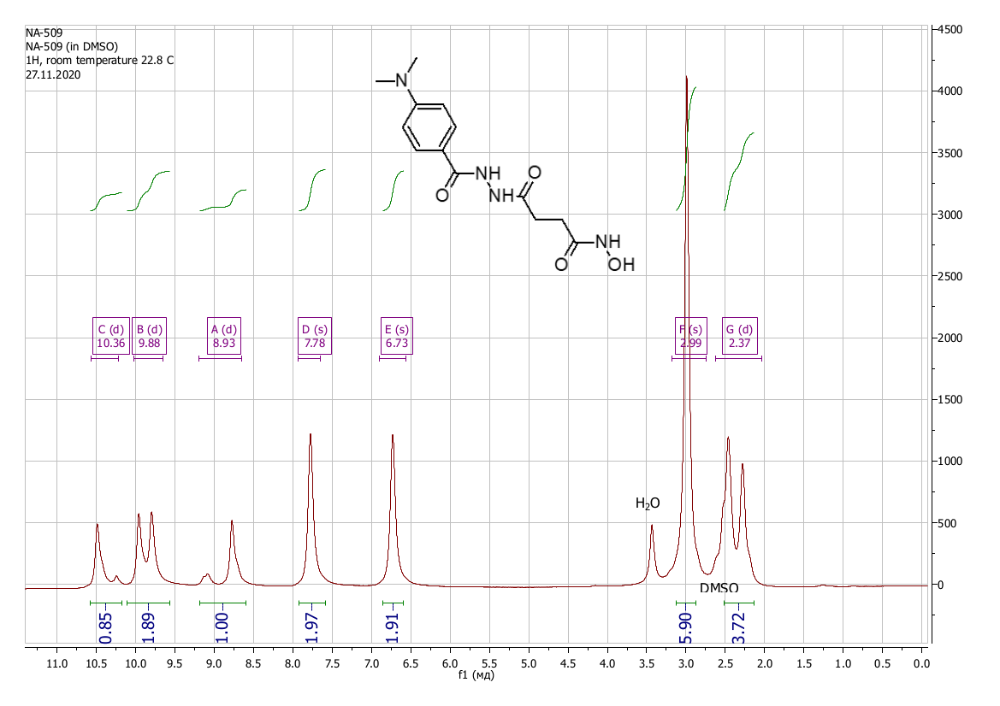 NA-509
NA-509 (in DMSO)
1H, room temperature 22.8 C
27.11.2020
N
NH
O
NH
O
NH
O
OH
C (d)
10.36
B (d)
9.88
A (d)
8.93
D (s)
7.78
E (s)
6.73
F (s)
2.99
G (d)
2.37
H₂O
DMSO
0.85
1.89
1.00
1.97
1.91
5.90
3.72
4500
4000
3500
3000
2500
2000
1500
1000
500
0
11.0 10.5 10.0 9.5 9.0 8.5 8.0 7.5 7.0 6.5 6.0 5.5 5.0 4.5 4.0 3.5 3.0 2.5 2.0 1.5 1.0 0.5 0.0
f1 (мд)